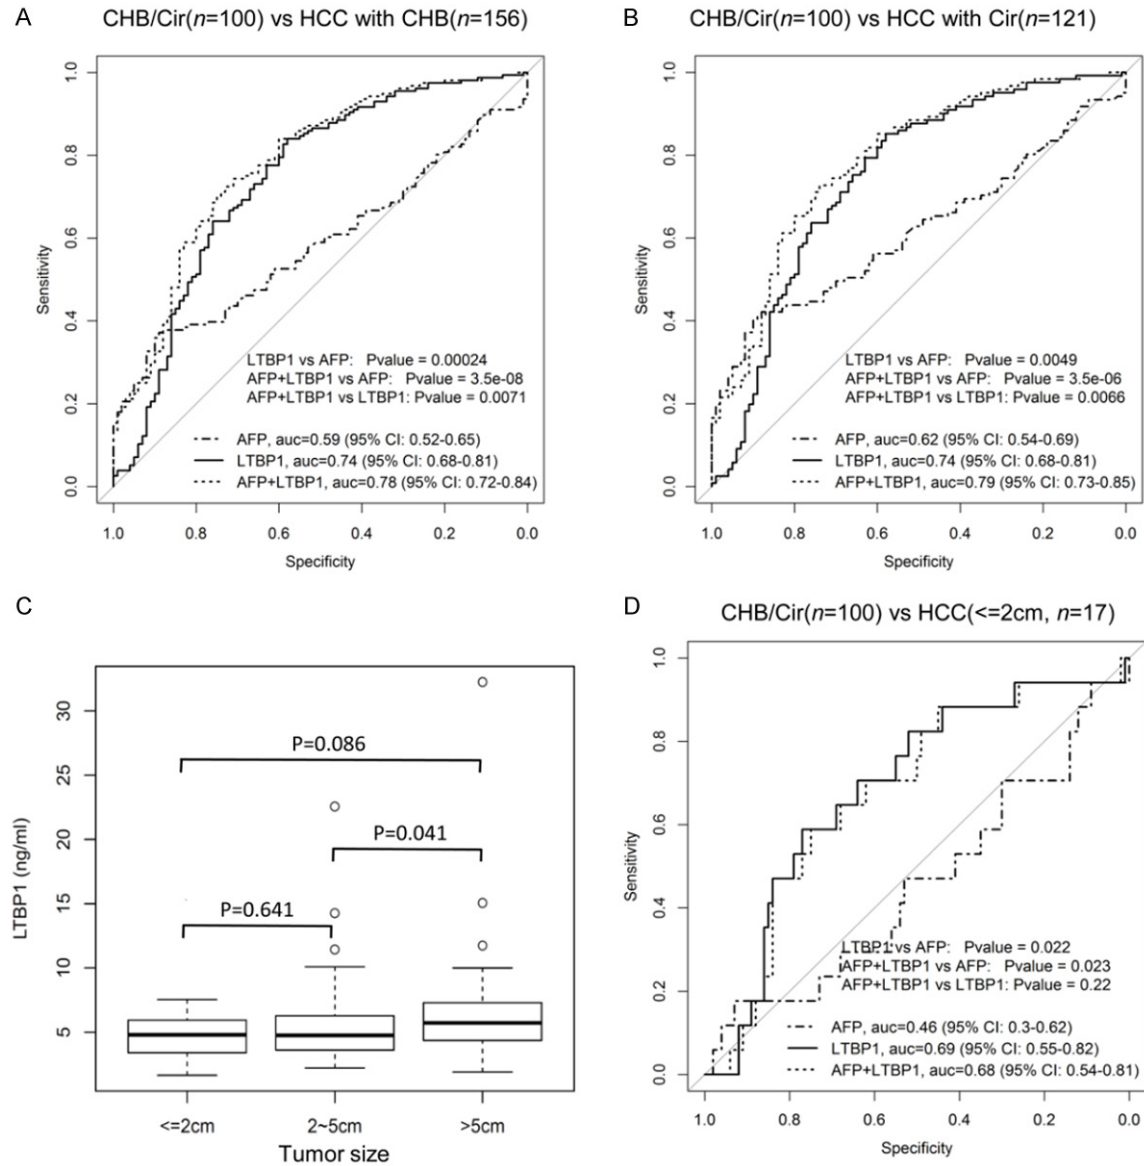 A
CHB/Cir(n=100) vs HCC with CHB(n=156)
1.0
0.8
0.6
0.4
0.2
0.0
Sensitivity
LTBP1 vs AFP: Pvalue = 0.00024
AFP+LTBP1 vs AFP: Pvalue = 3.5e-08
AFP+LTBP1 vs LTBP1: Pvalue = 0.0071
AFP, auc=0.59 (95% CI: 0.52-0.65)
LTBP1, auc=0.74 (95% CI: 0.68-0.81)
AFP+LTBP1, auc=0.78 (95% CI: 0.72-0.84)
1.0 0.8 0.6 0.4 0.2 0.0
Specificity
B
CHB/Cir(n=100) vs HCC with Cir(n=121)
1.0
0.8
0.6
0.4
0.2
0.0
Sensitivity
LTBP1 vs AFP: Pvalue = 0.0049
AFP+LTBP1 vs AFP: Pvalue = 3.5e-06
AFP+LTBP1 vs LTBP1: Pvalue = 0.0066
AFP, auc=0.62 (95% CI: 0.54-0.69)
LTBP1, auc=0.74 (95% CI: 0.68-0.81)
AFP+LTBP1, auc=0.79 (95% CI: 0.73-0.85)
1.0 0.8 0.6 0.4 0.2 0.0
Specificity
C
30
25
20
15
10
5
LTBP1 (ng/ml)
P=0.086
P=0.041
P=0.641
<=2cm 2~5cm >5cm
Tumor size
D
CHB/Cir(n=100) vs HCC(<=2cm, n=17)
1.0
0.8
0.6
0.4
0.2
0.0
Sensitivity
LTBP1 vs AFP: Pvalue = 0.022
AFP+LTBP1 vs AFP: Pvalue = 0.023
AFP+LTBP1 vs LTBP1: Pvalue = 0.22
AFP, auc=0.46 (95% CI: 0.3-0.62)
LTBP1, auc=0.69 (95% CI: 0.55-0.82)
AFP+LTBP1, auc=0.68 (95% CI: 0.54-0.81)
1.0 0.8 0.6 0.4 0.2 0.0
Specificity